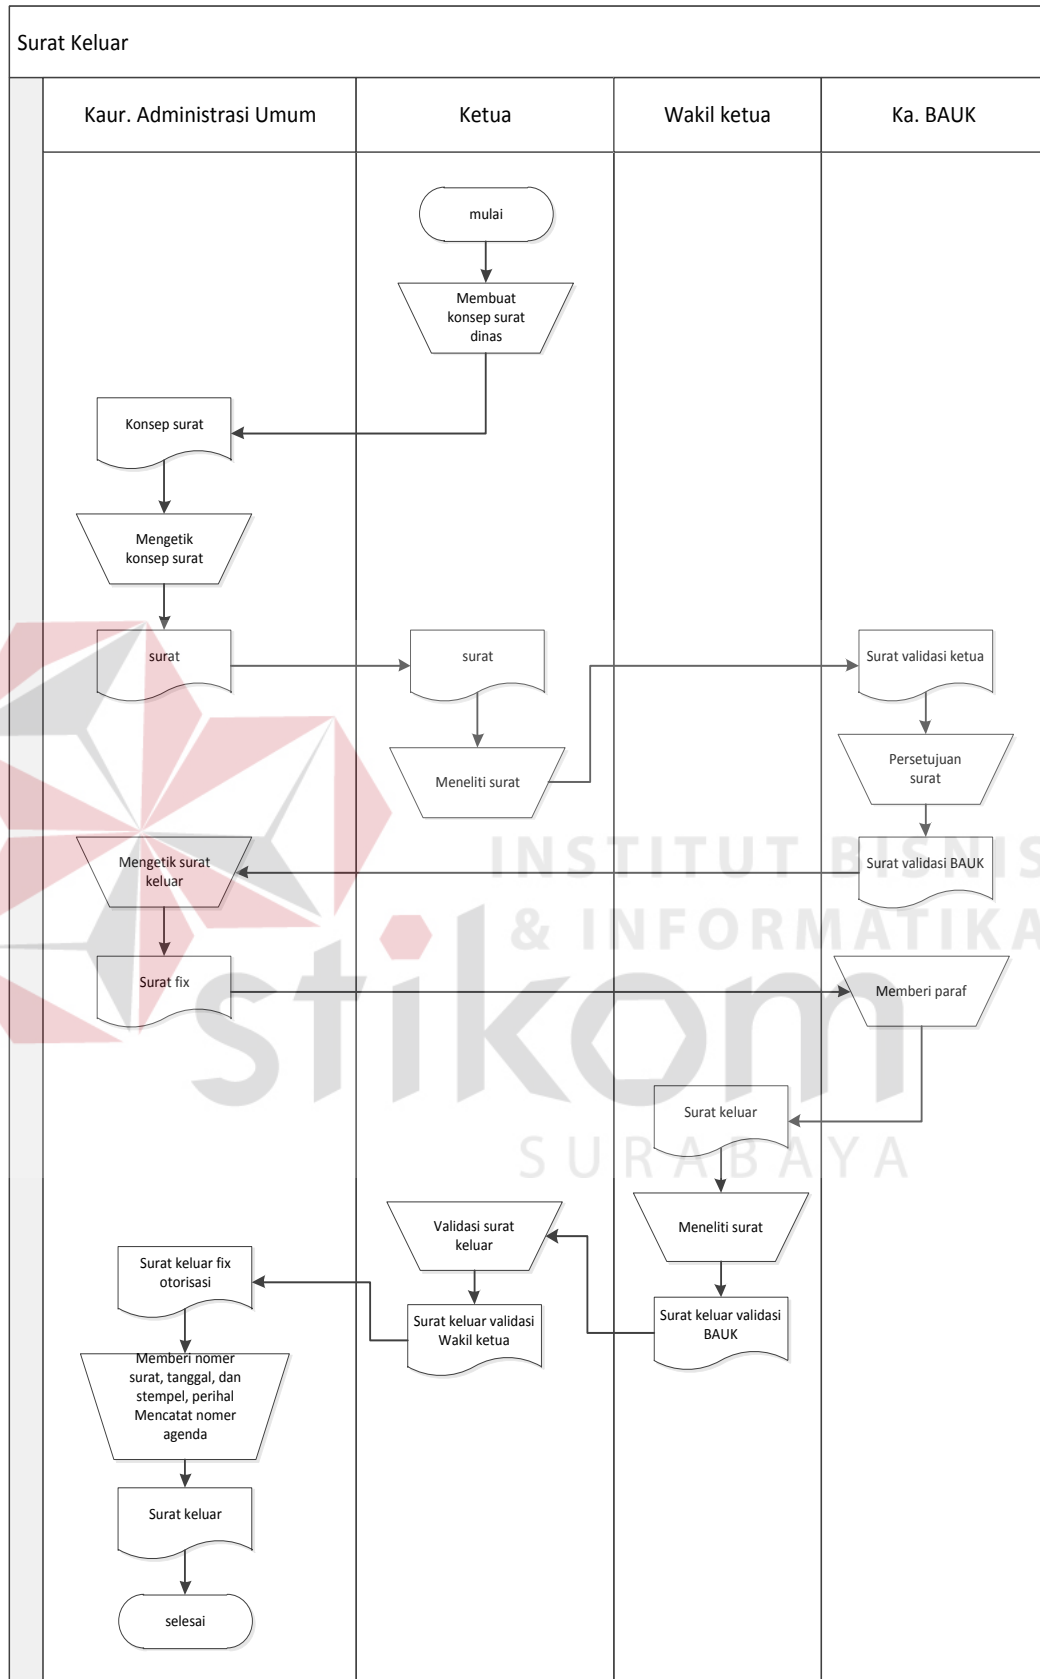 Surat Keluar
Kaur. Administrasi Umum
Ketua
Wakil ketua
Ka. BAUK
mulai
Membuat
konsep surat
dinas
Konsep surat
Mengetik
konsep surat
surat
surat
Surat validasi ketua
Meneliti surat
Persetujuan
surat
Mengetik surat
keluar
Surat validasi BAUK
INSTITUT BISNIS
& INFORMATIKA
Surat fix
Memberi paraf
stikom
SURABAYA
Surat keluar
Meneliti surat
Validasi surat
keluar
Surat keluar fix
otorisasi
Surat keluar validasi
Wakil ketua
Surat keluar validasi
BAUK
Memberi nomer
surat, tanggal, dan
stempel, perihal
Mencatat nomer
agenda
Surat keluar
selesai